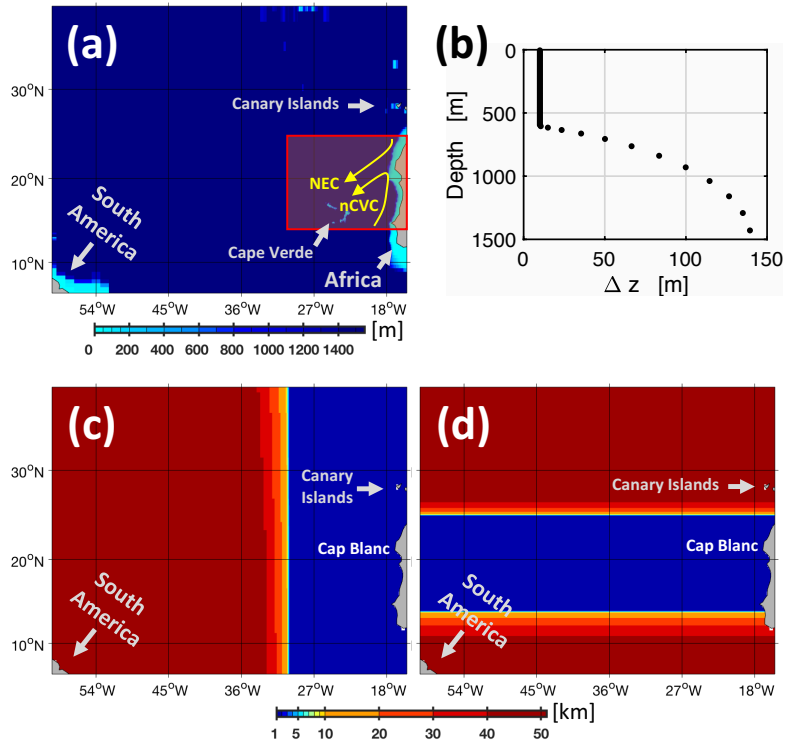 (a)
30°N
20°N
10°N
Canary Islands
NEC
nCVC
Cape Verde
South
America
Africa
54°W 45°W 36°W 27°W 18°W
[m]
0 200 400 600 800 1000 1200 1400
(b)
0
500
1000
1500
Depth [m]
0 50 100 150
Δ z [m]
(c)
30°N
20°N
10°N
Canary
Islands
Cap Blanc
South
America
54°W 45°W 36°W 27°W 18°W
(d)
Canary Islands
Cap Blanc
South
America
54°W 45°W 36°W 27°W 18°W
[km]
1 5 10 20 30 40 50